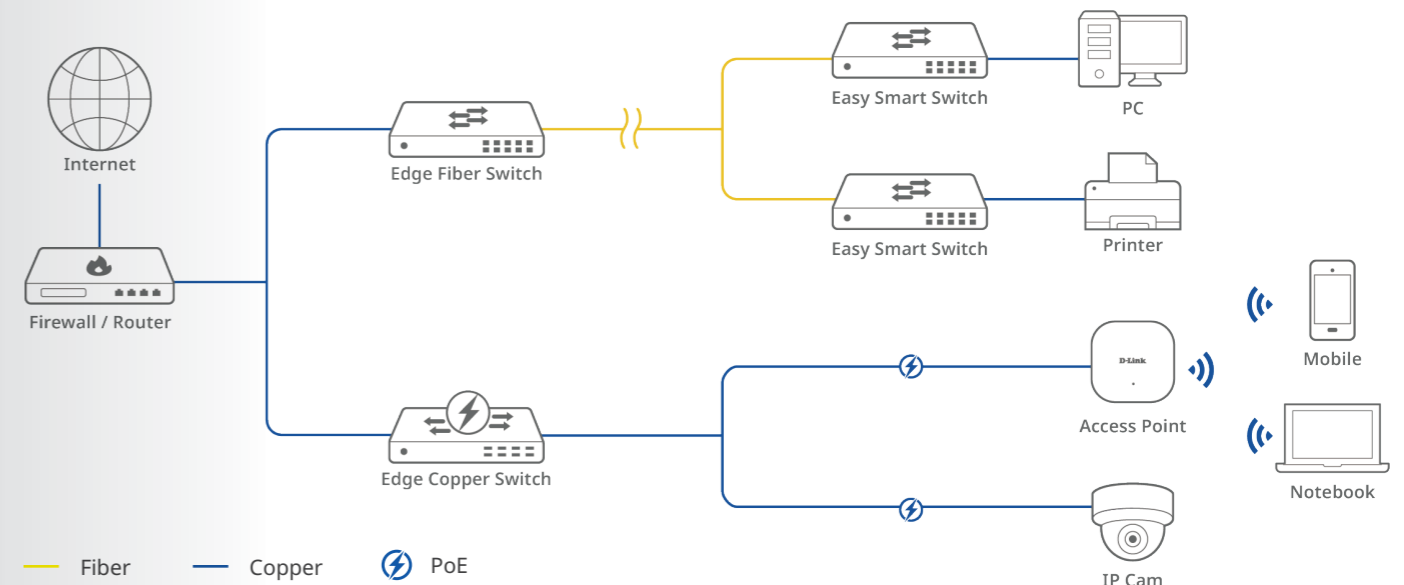 Internet
Firewall / Router
Edge Fiber Switch
Easy Smart Switch
PC
Easy Smart Switch
Printer
Edge Copper Switch
D-Link
Access Point
Mobile
Notebook
IP Cam
Fiber
Copper
PoE